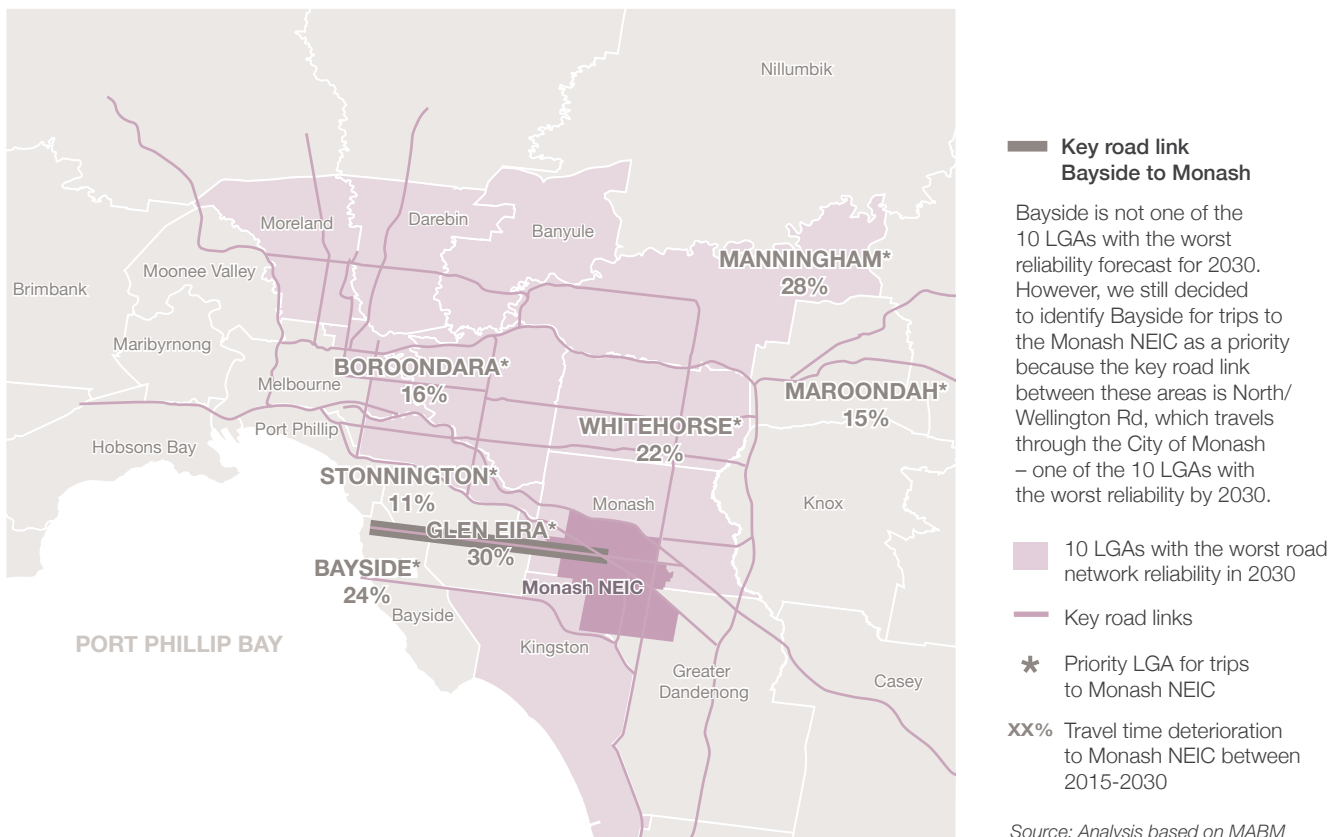 Nillumbik
Moreland
Darebin
Banyule
Moonee Valley
Brimbank
MANNINGHAM*
28%
Maribyrnong
BOROONDARA*
16%
Melbourne
MAROONDAH*
15%
Hobsons Bay
Port Phillip
WHITEHORSE*
22%
STONNINGTON*
11%
Monash
Knox
GLEN EIRA*
30%
BAYSIDE*
24%
Monash NEIC
Bayside
PORT PHILLIP BAY
Kingston
Greater
Dandenong
Casey
Key road link
Bayside to Monash
Bayside is not one of the
10 LGAs with the worst
reliability forecast for 2030.
However, we still decided
to identify Bayside for trips to
the Monash NEIC as a priority
because the key road link
between these areas is North/
Wellington Rd, which travels
through the City of Monash
– one of the 10 LGAs with
the worst reliability by 2030.
10 LGAs with the worst road
network reliability in 2030
Key road links
* Priority LGA for trips
to Monash NEIC
XX% Travel time deterioration
to Monash NEIC between
2015-2030
Source: Analysis based on MABM